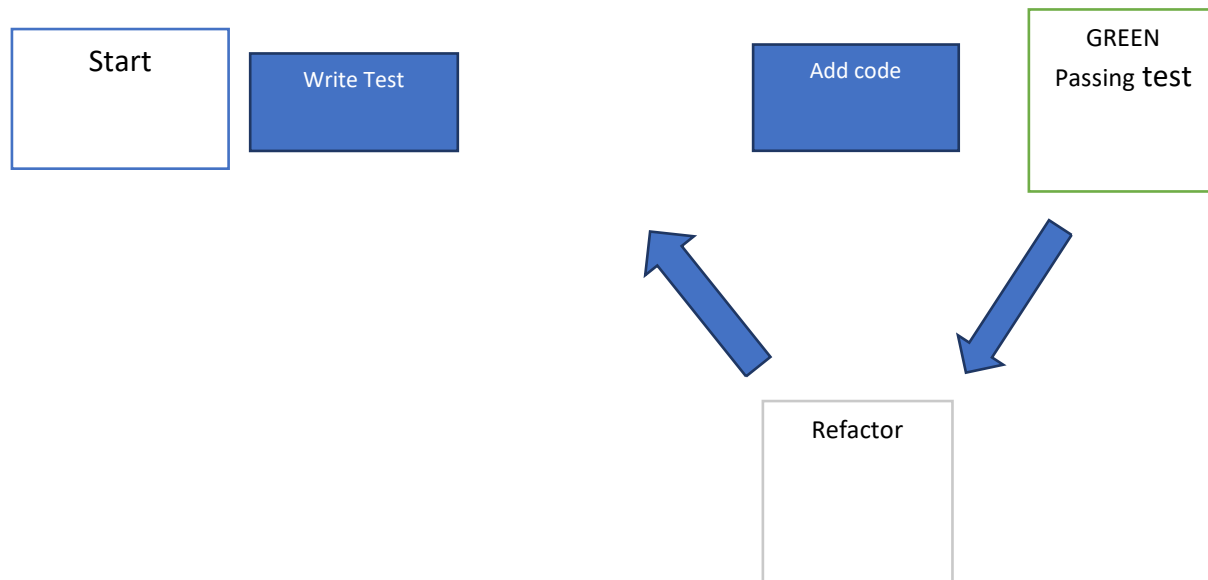 Start
Write Test
Add code
GREEN
Passing test
Refactor